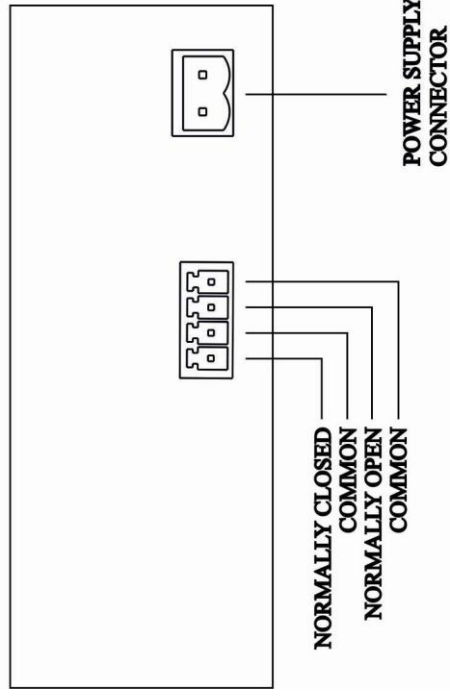 POWER SUPPLY
CONNECTOR
NORMALLY CLOSED
COMMON
NORMALLY OPEN
COMMON